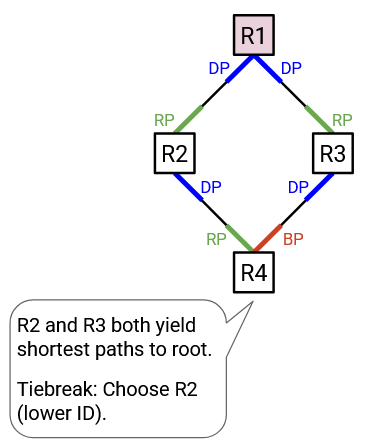 R1
DP
DP
RP
RP
R2
R3
DP
DP
RP
BP
R4
R2 and R3 both yield
shortest paths to root.
Tiebreak: Choose R2
(lower ID).